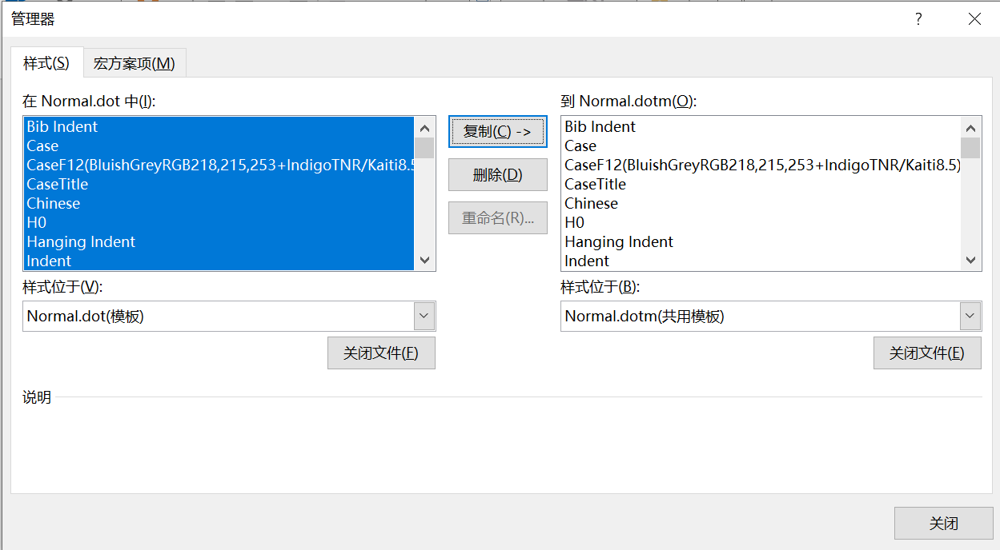 管理器
样式(S)
宏方案项(M)
在 Normal.dot 中(I):
Bib Indent
Case
CaseF12(BluishGreyRGB218,215,253+IndigoTNR/Kaiti8.5
CaseTitle
Chinese
H0
Hanging Indent
Indent
样式位于(V):
Normal.dot(模板)
关闭文件(F)
复制(C) ->
删除(D)
重命名(R)...
到 Normal.dotm(O):
Bib Indent
Case
CaseF12(BluishGreyRGB218,215,253+IndigoTNR/Kaiti8.5)
CaseTitle
Chinese
H0
Hanging Indent
Indent
样式位于(B):
Normal.dotm(共用模板)
关闭文件(E)
说明
关闭